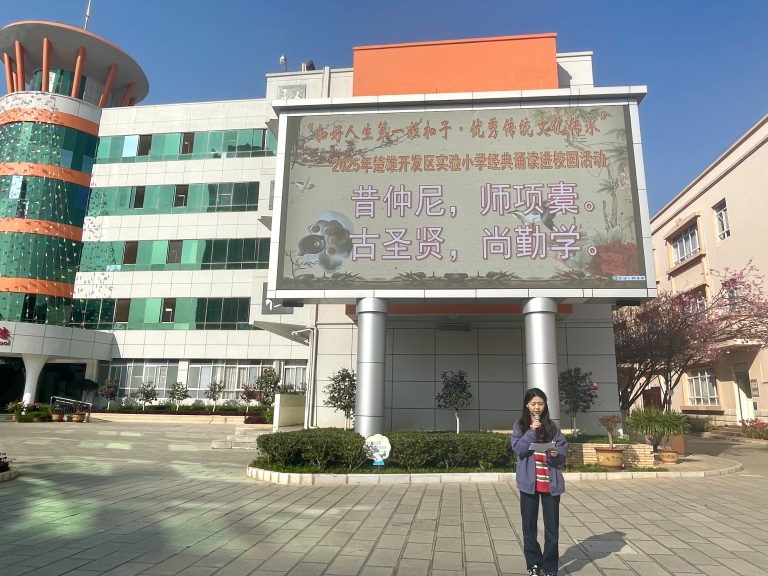 “扣好人生第一粒扣子·优秀传统文化传承”
——2025年楚雄开发区实验小学经典诵读进校园活动
昔仲尼，师项橐。
古圣贤，尚勤学。